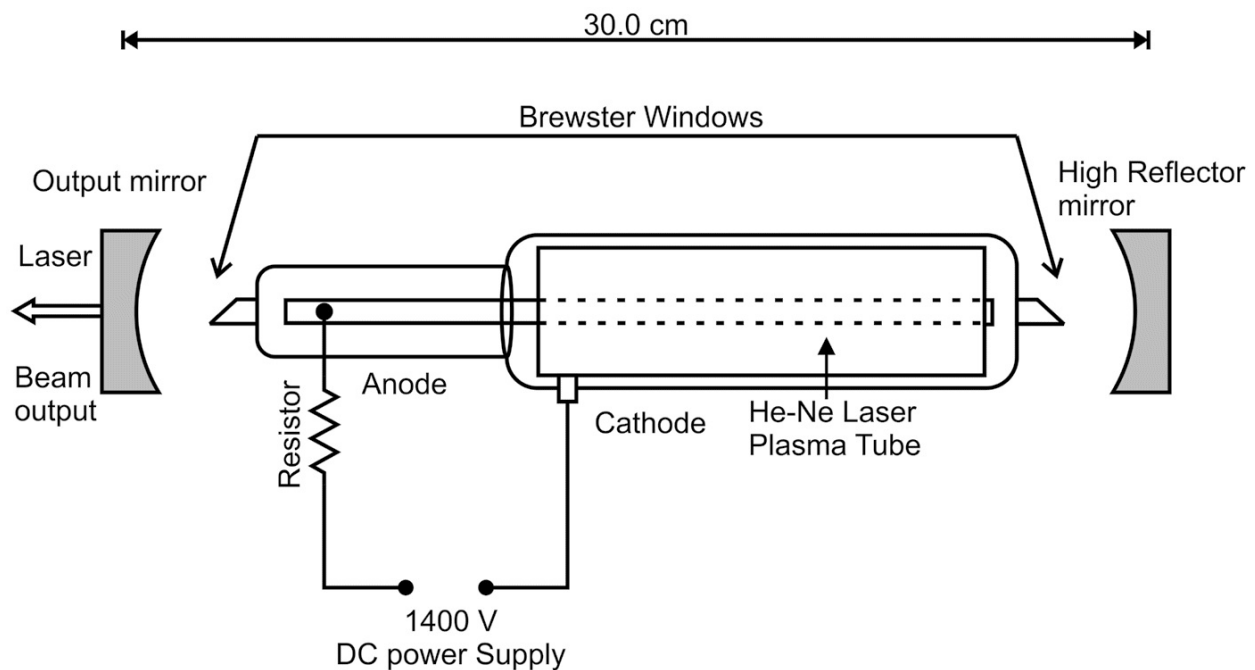 30.0 cm
Brewster Windows
Output mirror
High Reflector
mirror
Laser
Beam
output
Anode
Resistor
Cathode
He-Ne Laser
Plasma Tube
1400 V
DC power Supply